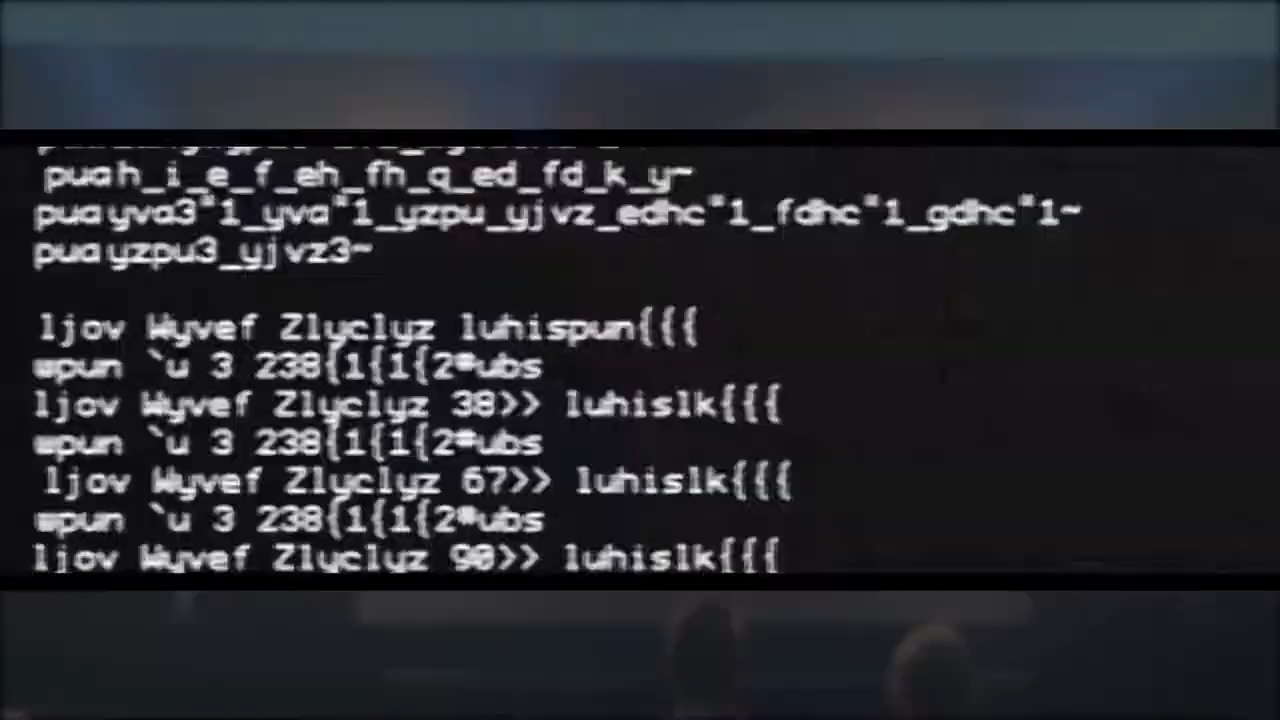 puah_i_e_f_eh_fh_q_ed_fd_k_y~
puayva3"1_yva"1_yzpu_yjvz_edhc"1_fdhc"1_gdhc"1~
puayzpu3_yjvz3~
ljov Wyvef Zlyclyz luhispun{{{
wpun `u 3 238{1{1{2*ubs
ljov Wyvef Zlyclyz 38>> luhislk{{{
wpun `u 3 238{1{1{2*ubs
ljov Wyvef Zlyclyz 67>> luhislk{{{
wpun `u 3 238{1{1{2*ubs
ljov Wyvef Zlyclyz 90>> luhislk{{{